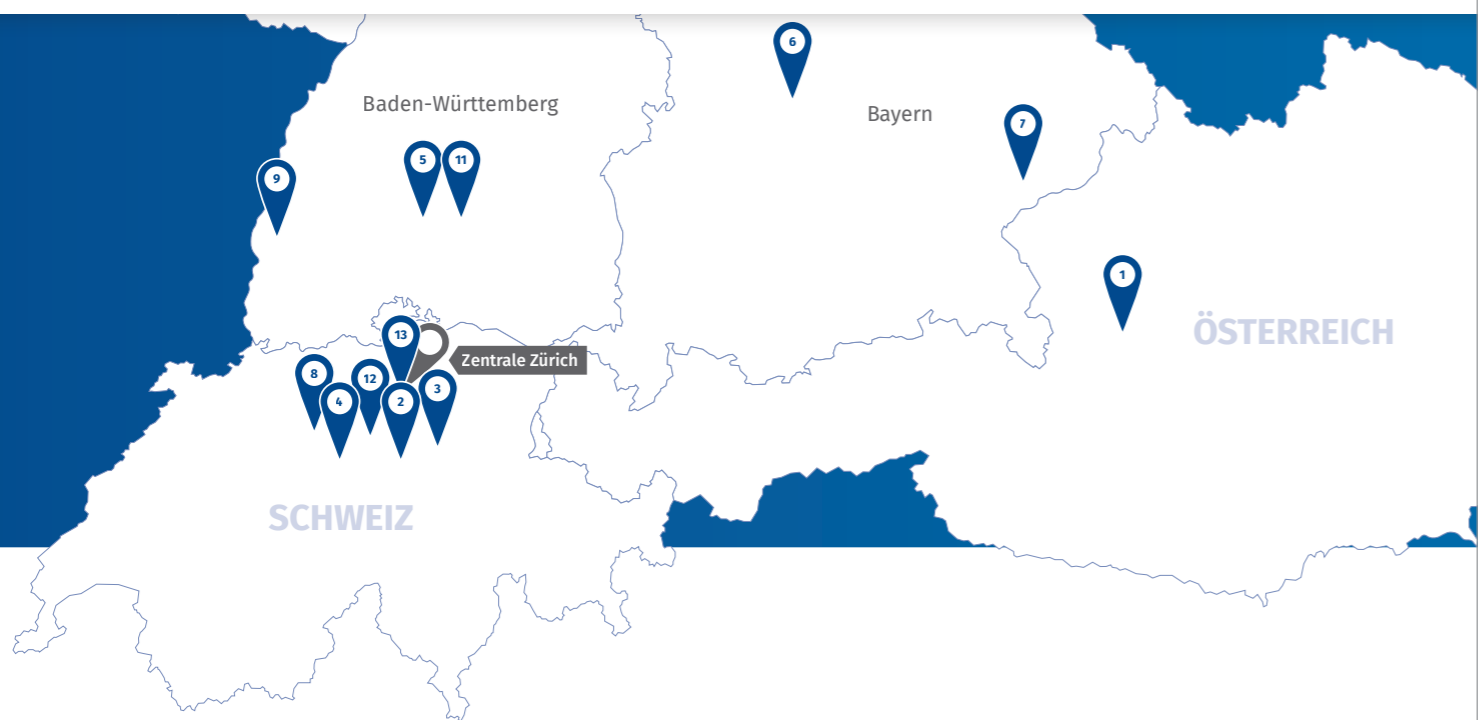 6
Baden-Württemberg
Bayern
7
5
11
9
1
ÖSTERREICH
13
Zentrale Zürich
8
12
3
4
2
SCHWEIZ